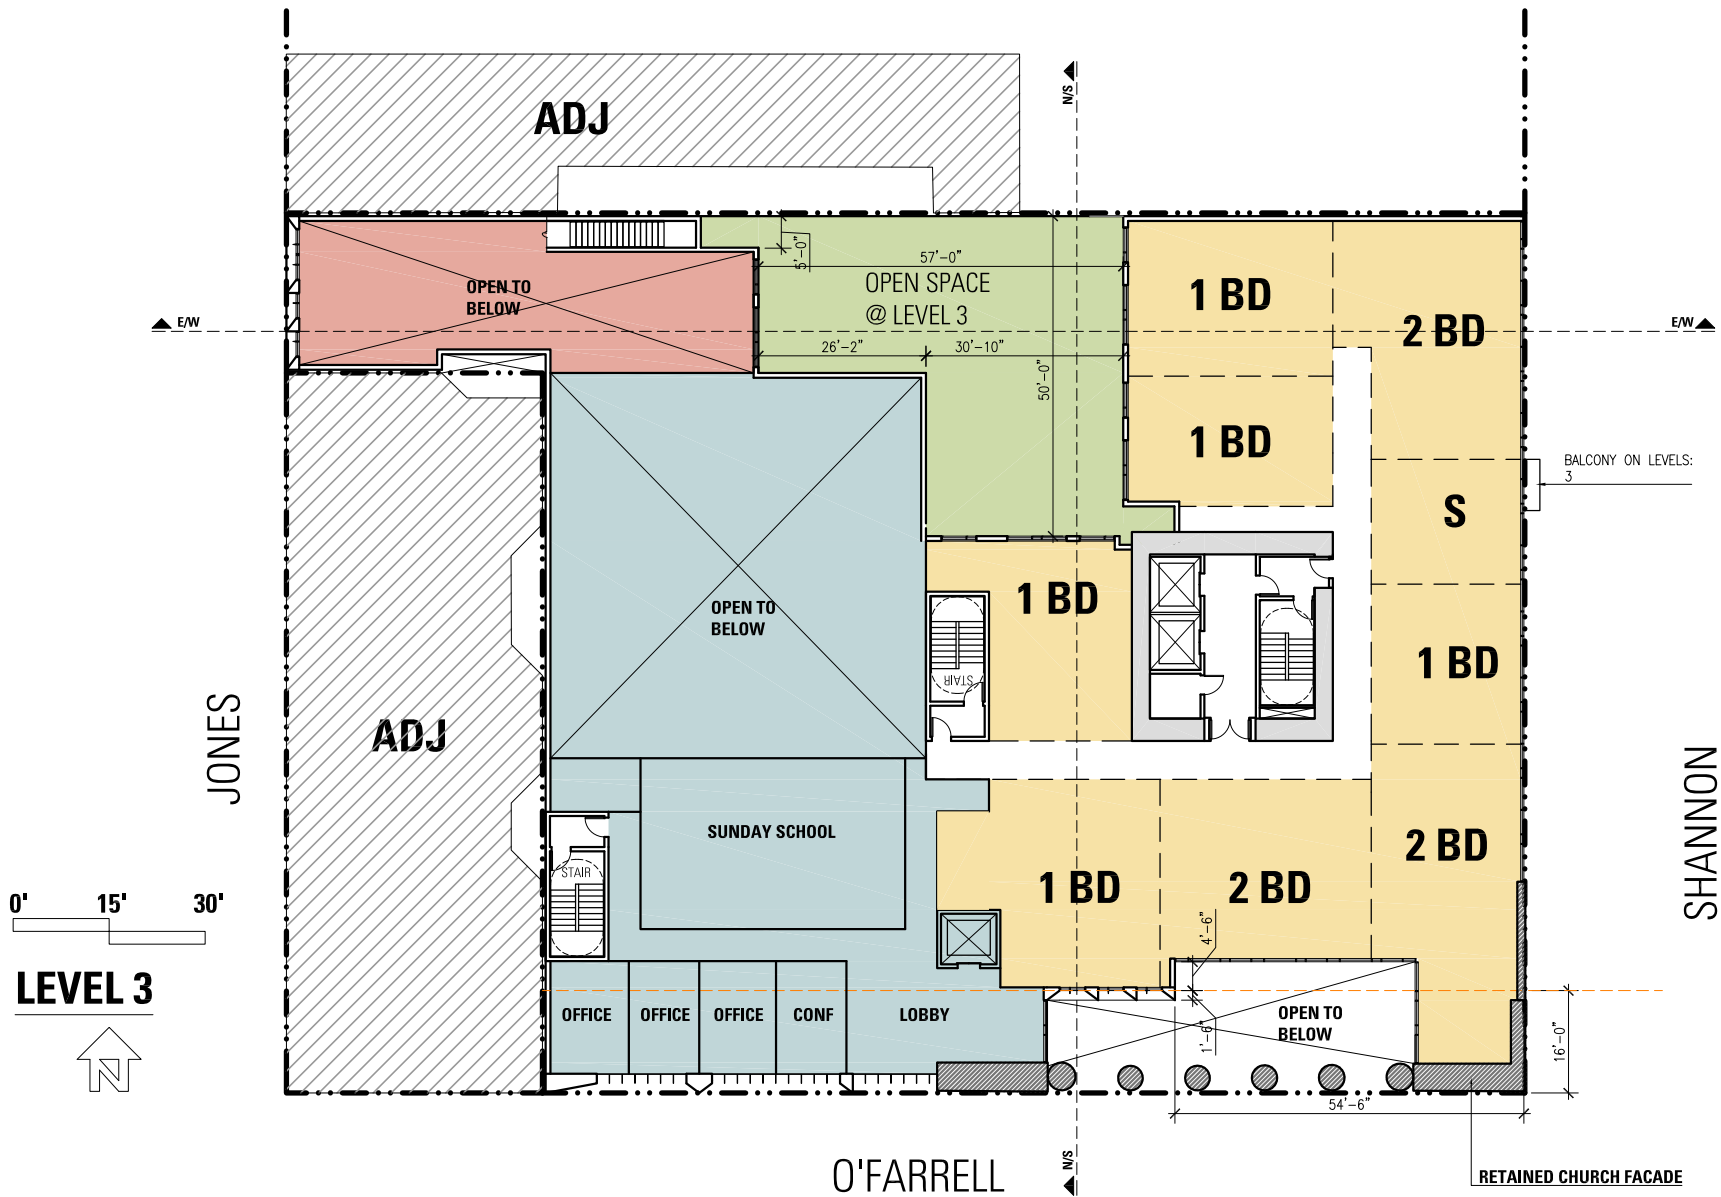 ADJ
N/S
5'-0"
57'-0"
OPEN SPACE
@ LEVEL 3
1 BD
OPEN TO
BELOW
2 BD
E/W
E/W
26'-2"
30'-10"
50'-0"
1 BD
BALCONY ON LEVELS:
3
S
1 BD
OPEN TO
BELOW
1 BD
STAIR
JONES
ADJ
SHANNON
SUNDAY SCHOOL
2 BD
STAIR
1 BD
2 BD
0' 15' 30'
4'-6"
LEVEL 3
N
OFFICE
OFFICE
OFFICE
CONF
LOBBY
OPEN TO
BELOW
1'-6"
16'-0"
54'-6"
O'FARRELL
N/S
RETAINED CHURCH FACADE